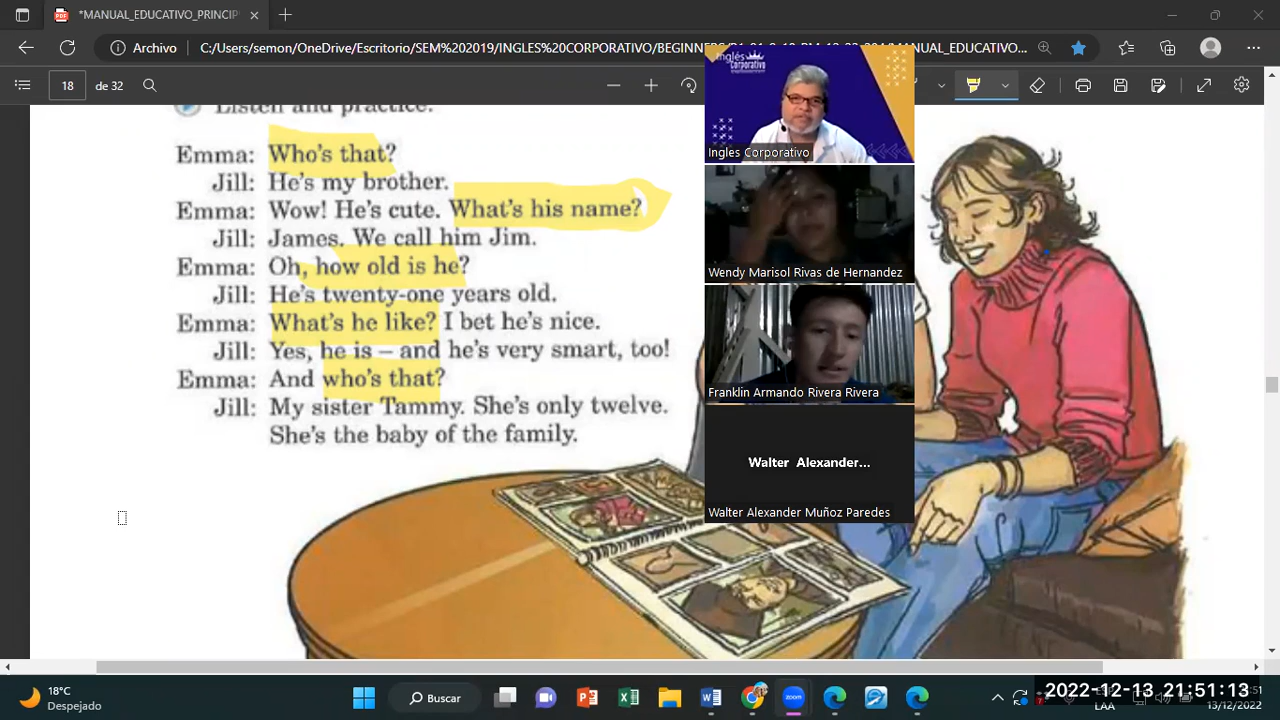 *MANUAL_EDUCATIVO_PRINCIP
Archivo
C:/Users/semon/OneDrive/Escritorio/SEM%202019/INGLES%20CORPORATIVO/
18 de 32
Listen and practice.
Emma: Who's that?
Jill: He's my brother.
Emma: Wow! He's cute. What's his name?
Jill: James. We call him Jim.
Emma: Oh, how old is he?
Jill: He's twenty-one years old.
Emma: What's he like? I bet he's nice.
Jill: Yes, he is – and he's very smart, too!
Emma: And who's that?
Jill: My sister Tammy. She's only twelve.
She's the baby of the family.
Inglés
Corporativo
Ingles Corporativo
Wendy Marisol Rivas de Hernandez
Franklin Armando Rivera Rivera
Walter Alexander...
Walter Alexander Muñoz Paredes
18°C
Despejado
Buscar
LAA
2022-12-13 21:51:13
13/12/2022